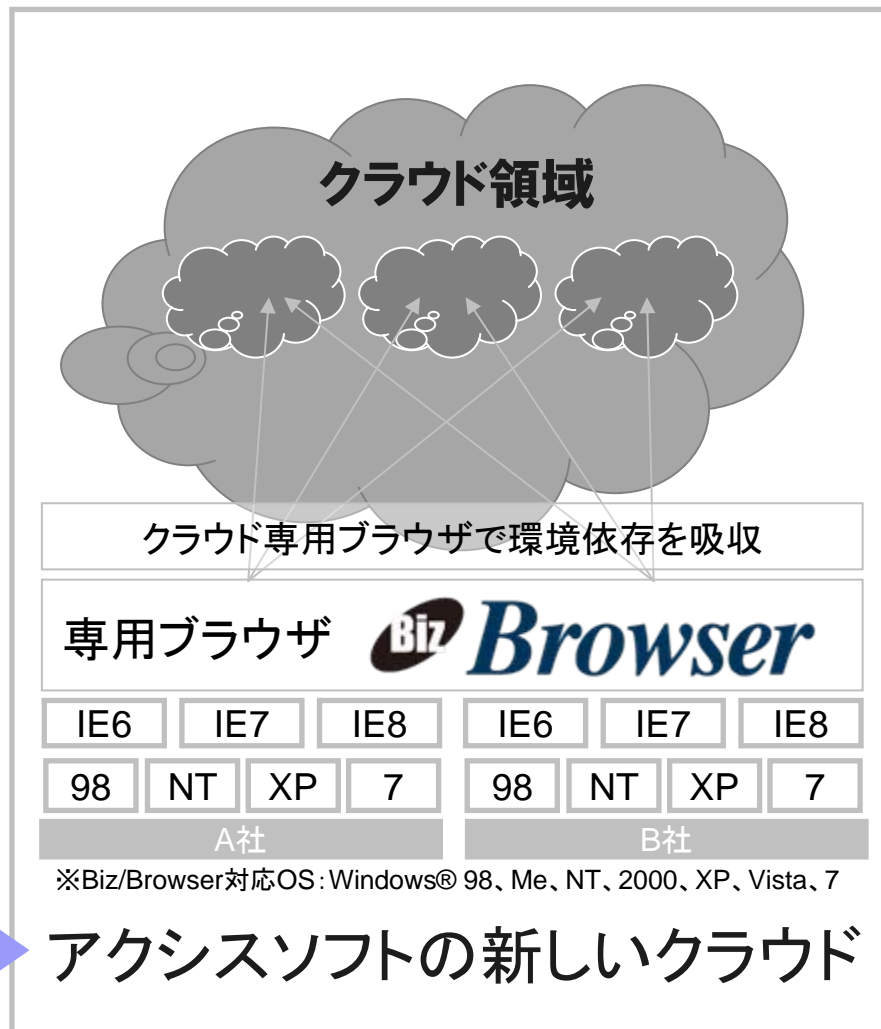 クラウド領域
クラウド専用ブラウザで環境依存を吸収
専用ブラウザ Biz Browser
IE6 IE7 IE8 IE6 IE7 IE8
98 NT XP 7 98 NT XP 7
A社 B社
※Biz/Browser対応OS:Windows® 98、Me、NT、2000、XP、Vista、7
アクシスソフトの新しいクラウド